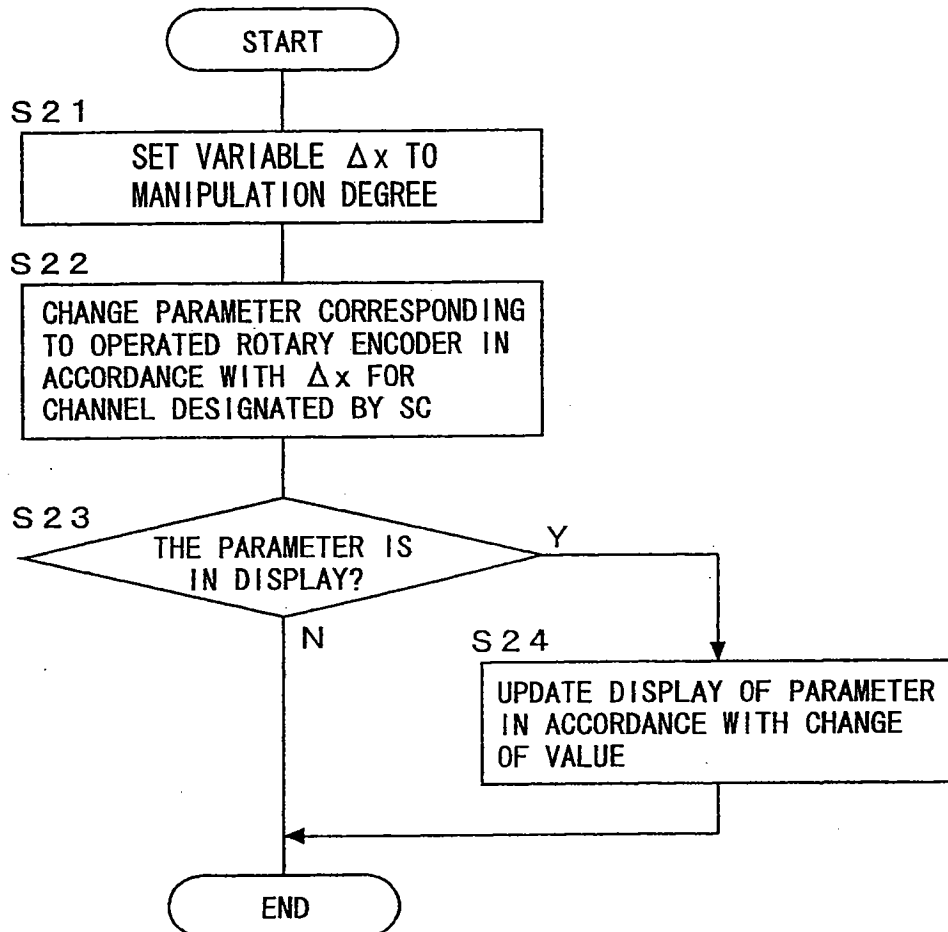 START
S21
SET VARIABLE Δx TO
MANIPULATION DEGREE
S22
CHANGE PARAMETER CORRESPONDING
TO OPERATED ROTARY ENCODER IN
ACCORDANCE WITH Δx FOR
CHANNEL DESIGNATED BY SC
S23
THE PARAMETER IS
IN DISPLAY?
Y
N
S24
UPDATE DISPLAY OF PARAMETER
IN ACCORDANCE WITH CHANGE
OF VALUE
END